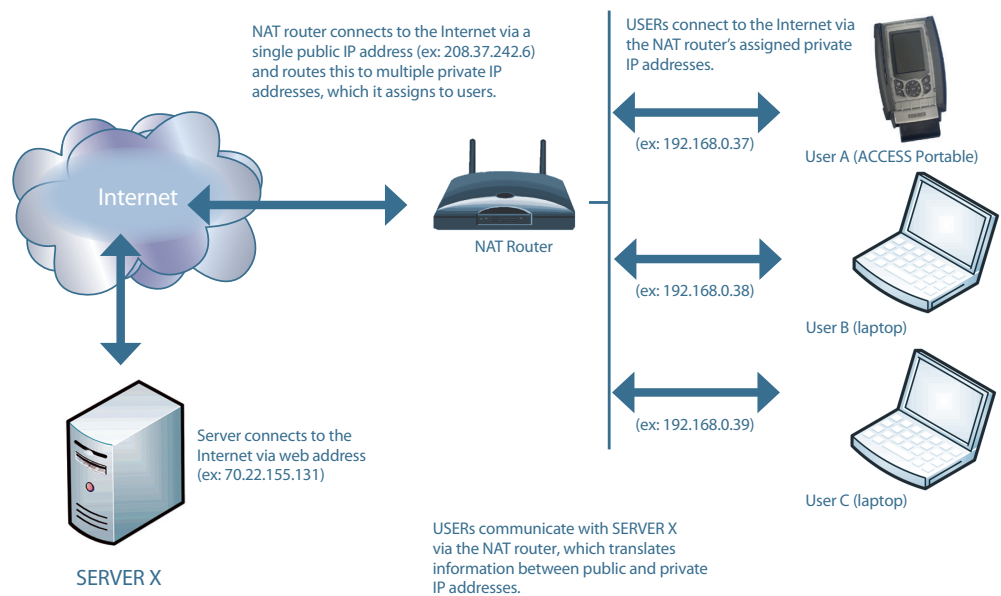 NAT router connects to the Internet via a
single public IP address (ex: 208.37.242.6)
and routes this to multiple private IP
addresses, which it assigns to users.
USERs connect to the Internet via
the NAT router's assigned private
IP addresses.
(ex: 192.168.0.37)
User A (ACCESS Portable)
Internet
NAT Router
(ex: 192.168.0.38)
User B (laptop)
(ex: 192.168.0.39)
User C (laptop)
Server connects to the
Internet via web address
(ex: 70.22.155.131)
SERVER X
USERs communicate with SERVER X
via the NAT router, which translates
information between public and private
IP addresses.